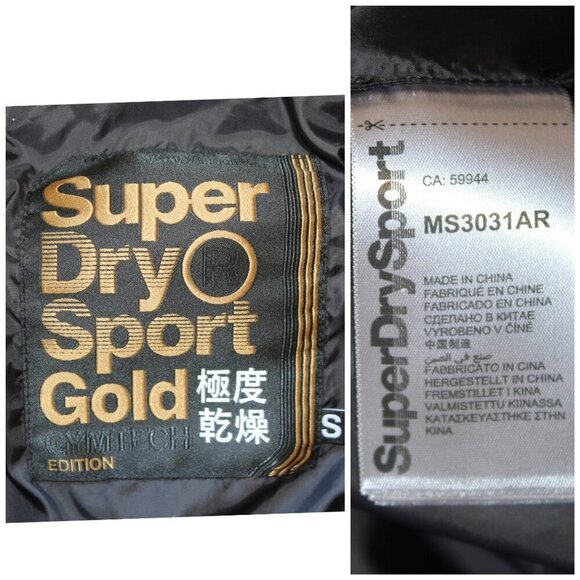 Super
Dry R
Sport
Gold 極度
GYMTECH 乾燥 S
EDITION
SuperDrySport
CA: 59944
MS3031AR
MADE IN CHINA
FABRIQUÉ EN CHINE
FABRICADO EN CHINA
СДЕЛАНО В КИТАЕ
VYROBENO V ČÍNĚ
中国制造
صنع في الصين
FABBRICATO IN CINA
HERGESTELLT IN CHINA
FREMSTILLET I KINA
VALMISTETTU KIINASSA
ΚΑΤΑΣΚΕΥΑΣΤΗΚΕ ΣΤΗΝ
ΚΙΝΑ